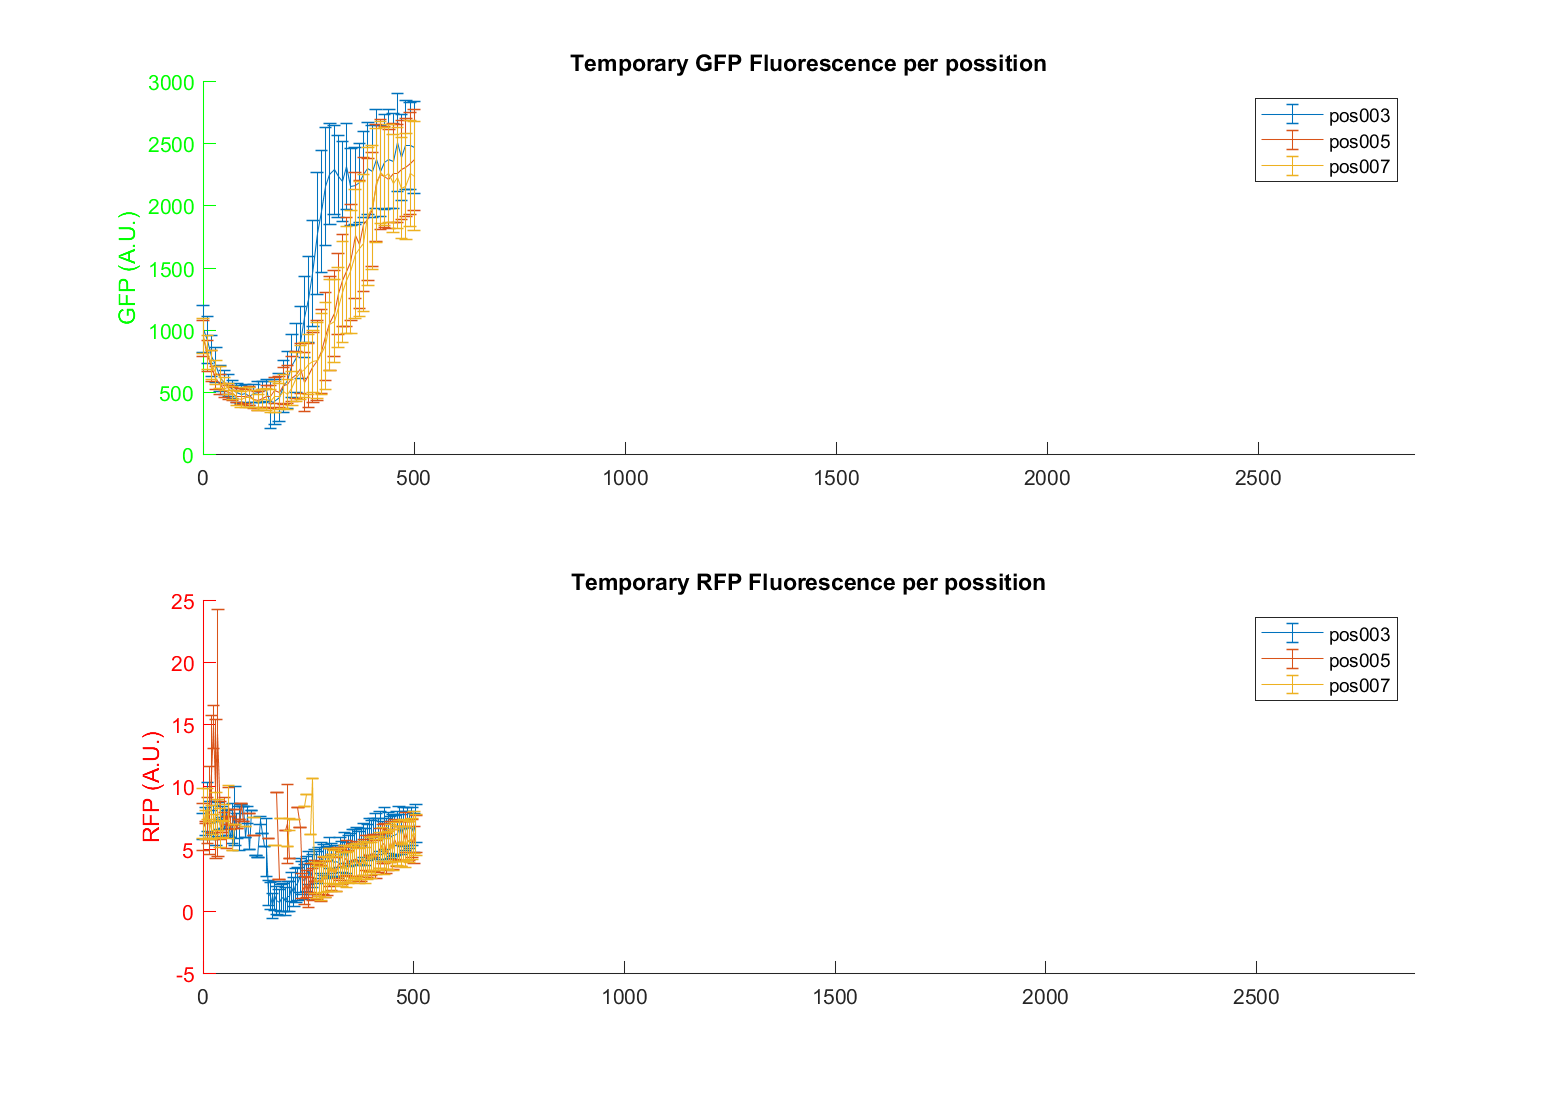 Temporary GFP Fluorescence per possition
3000
2500
2000
1500
1000
500
0
GFP (A.U.)
0 500 1000 1500 2000 2500
pos003
pos005
pos007
Temporary RFP Fluorescence per possition
25
20
15
10
5
0
-5
RFP (A.U.)
0 500 1000 1500 2000 2500
pos003
pos005
pos007